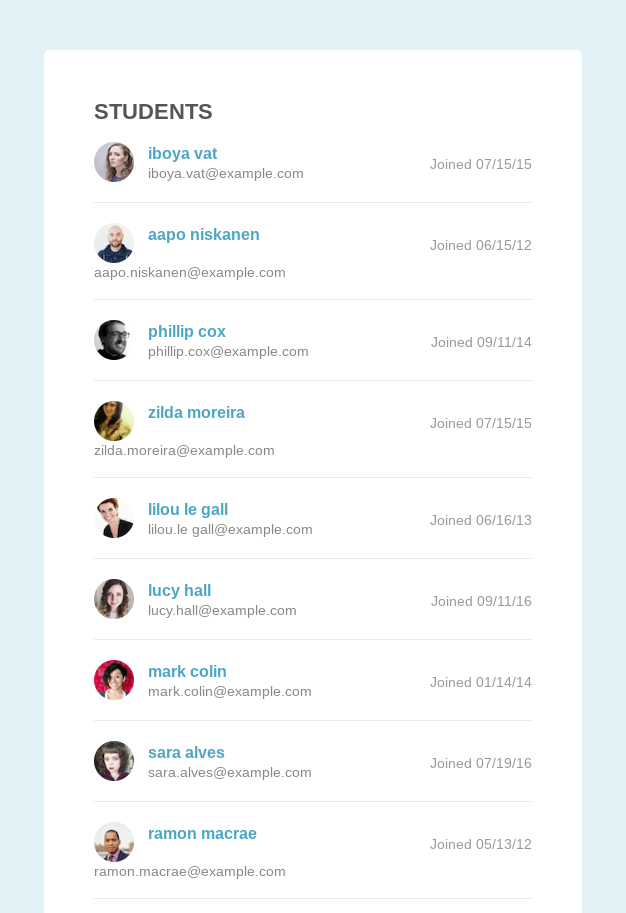 STUDENTS
iboya vat
iboya.vat@example.com
Joined 07/15/15
aapo niskanen
Joined 06/15/12
aapo.niskanen@example.com
phillip cox
phillip.cox@example.com
Joined 09/11/14
zilda moreira
Joined 07/15/15
zilda.moreira@example.com
lilou le gall
lilou.le gall@example.com
Joined 06/16/13
lucy hall
lucy.hall@example.com
Joined 09/11/16
mark colin
mark.colin@example.com
Joined 01/14/14
sara alves
sara.alves@example.com
Joined 07/19/16
ramon macrae
Joined 05/13/12
ramon.macrae@example.com